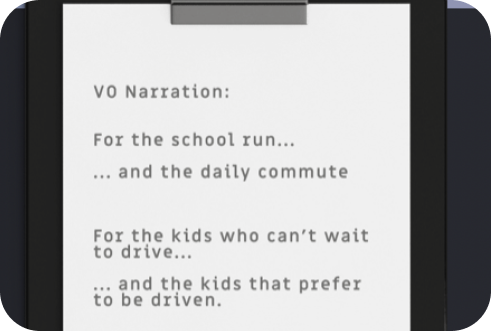 VO Narration:
For the school run...
... and the daily commute
For the kids who can't wait
to drive...
... and the kids that prefer
to be driven.